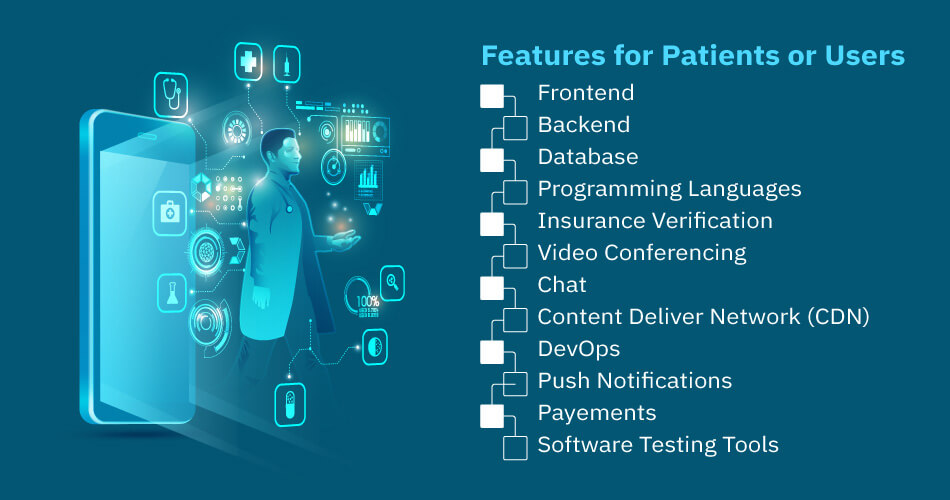 Features for Patients or Users
Frontend
Backend
Database
Programming Languages
Insurance Verification
Video Conferencing
Chat
Content Deliver Network (CDN)
DevOps
Push Notifications
Payements
Software Testing Tools
100%